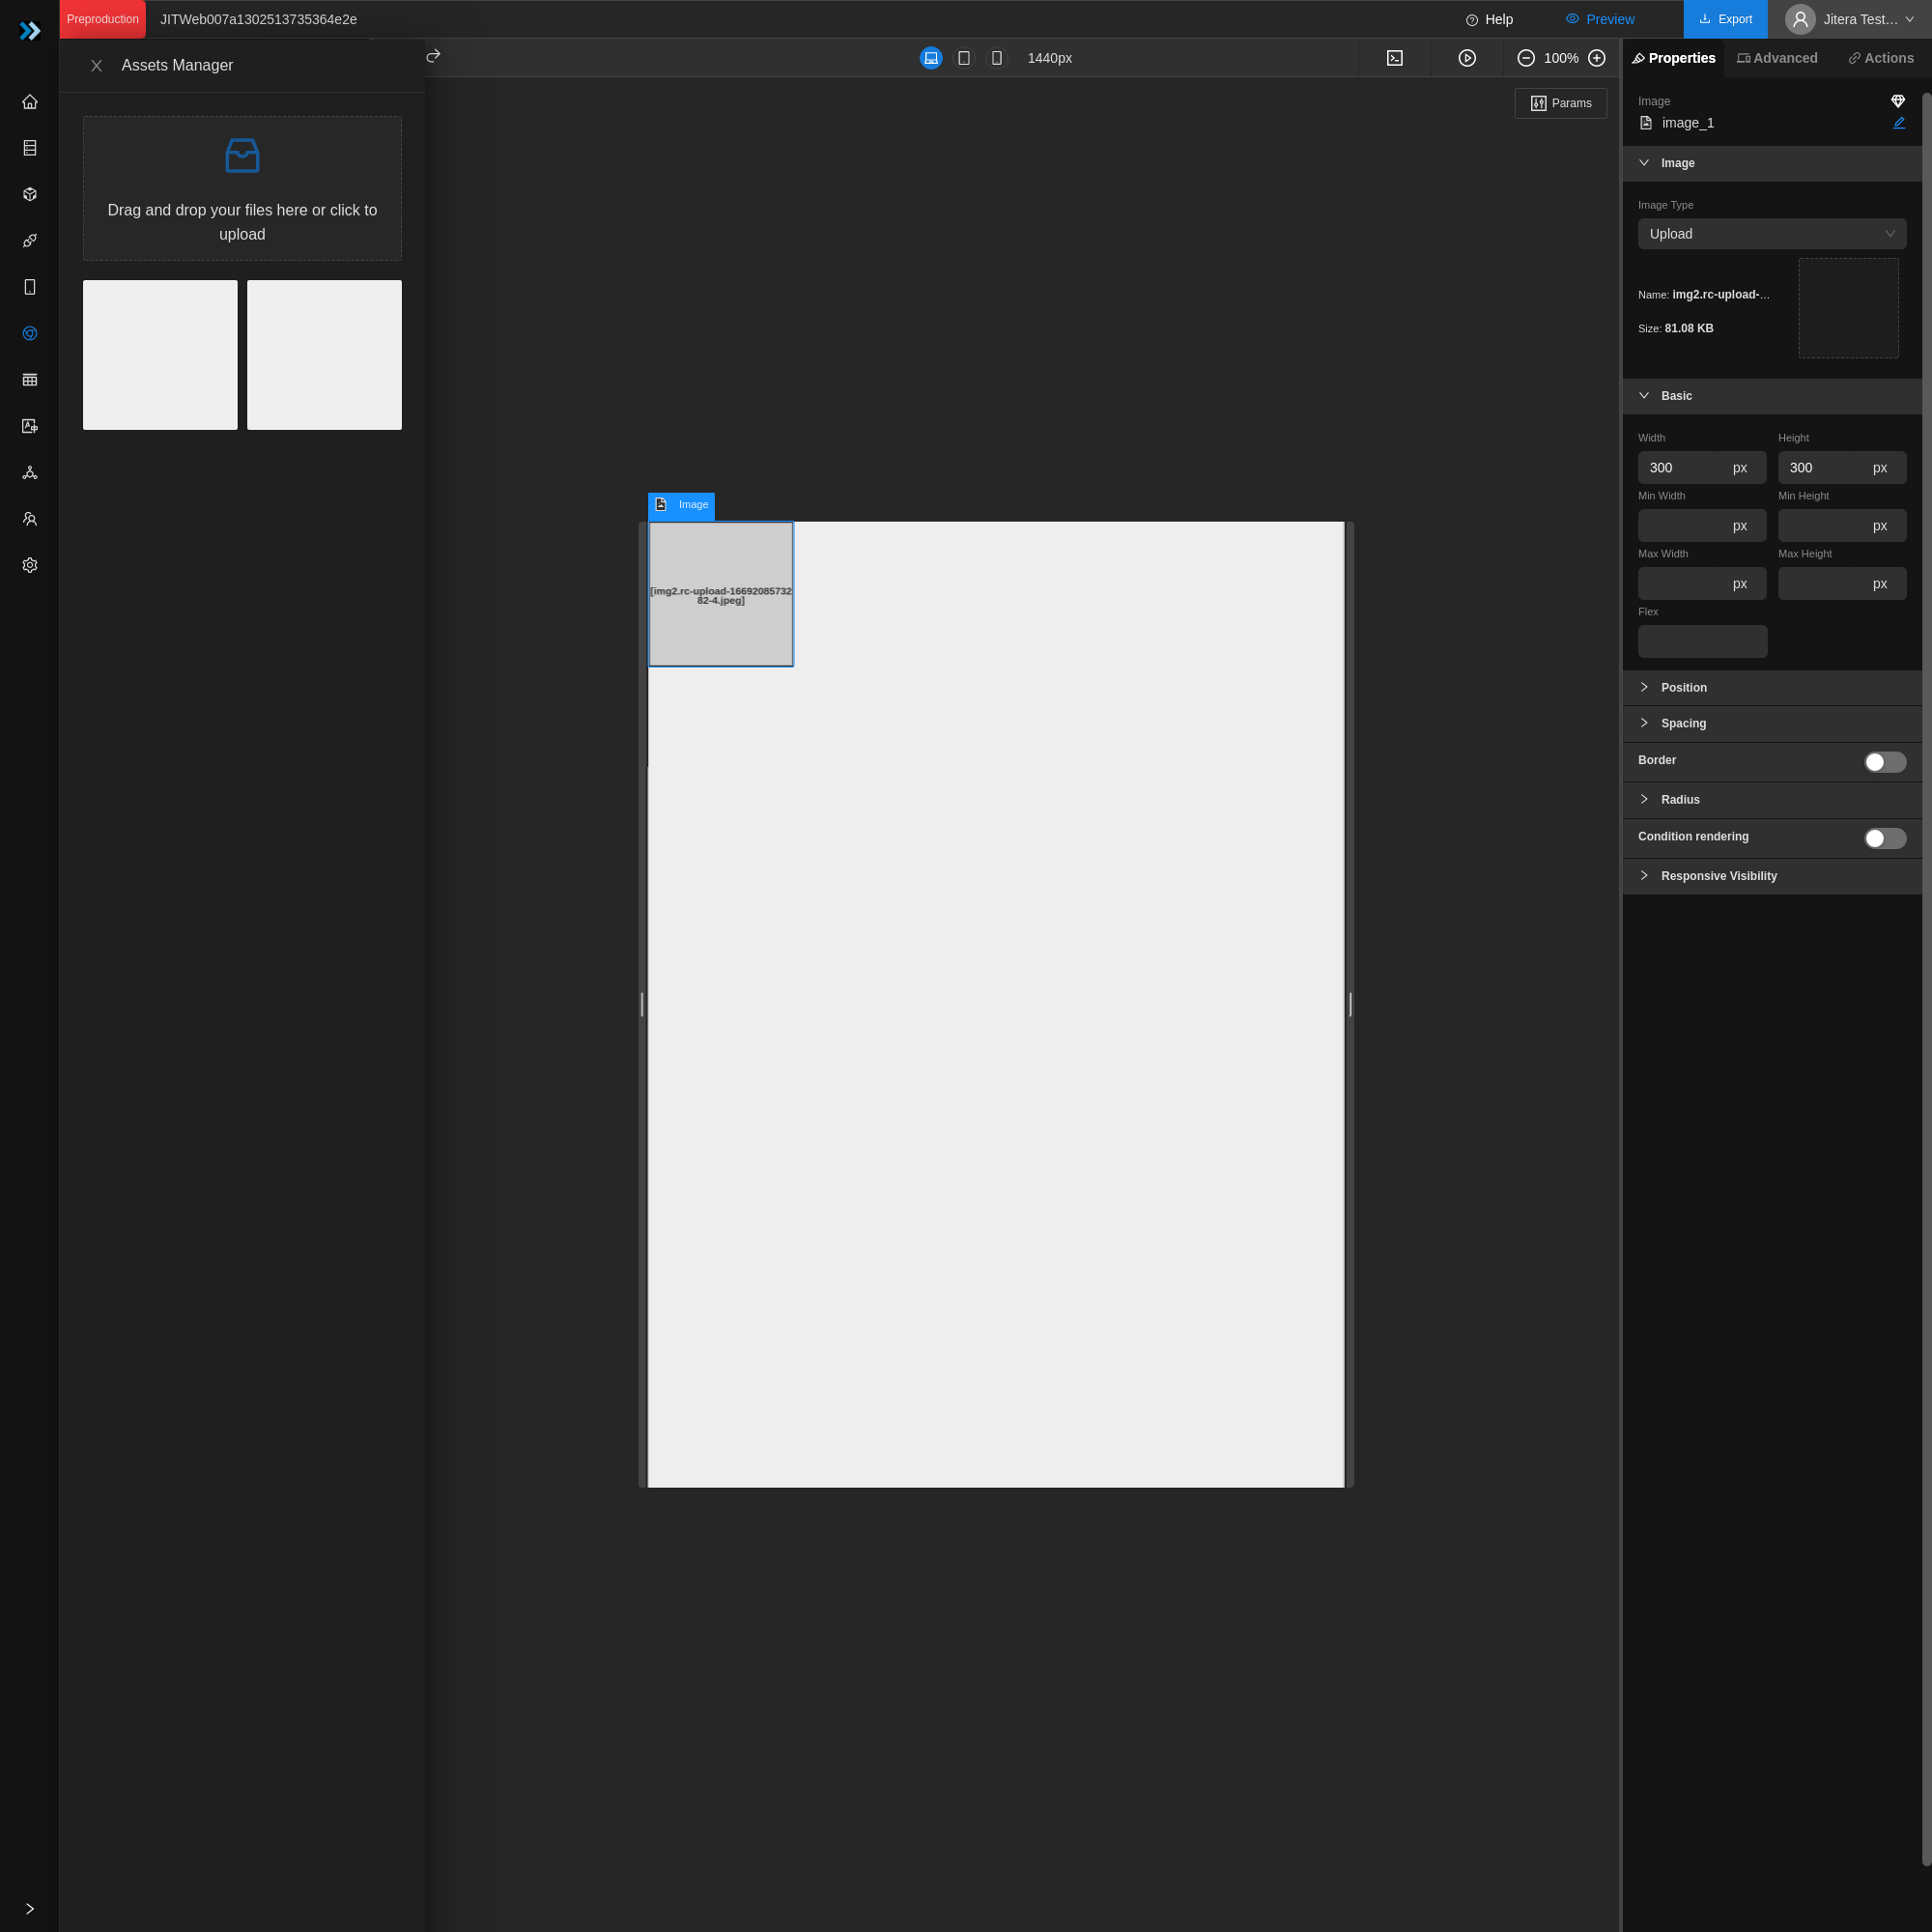 Preproduction
JITWeb007a1302513735364e2e
Help
Preview
Export
Jitera Test...
Assets Manager
1440px
100%
Properties
Advanced
Actions
Params
Drag and drop your files here or click to
upload
Image
image_1
Image
Image Type
Upload
Name: img2.rc-upload-...
Size: 81.08 KB
Basic
Width
Height
300 px
300 px
Min Width
Min Height
px
px
Max Width
Max Height
px
px
Flex
Image
[img2.rc-upload-16692085732
82-4.jpeg]
Position
Spacing
Border
Radius
Condition rendering
Responsive Visibility